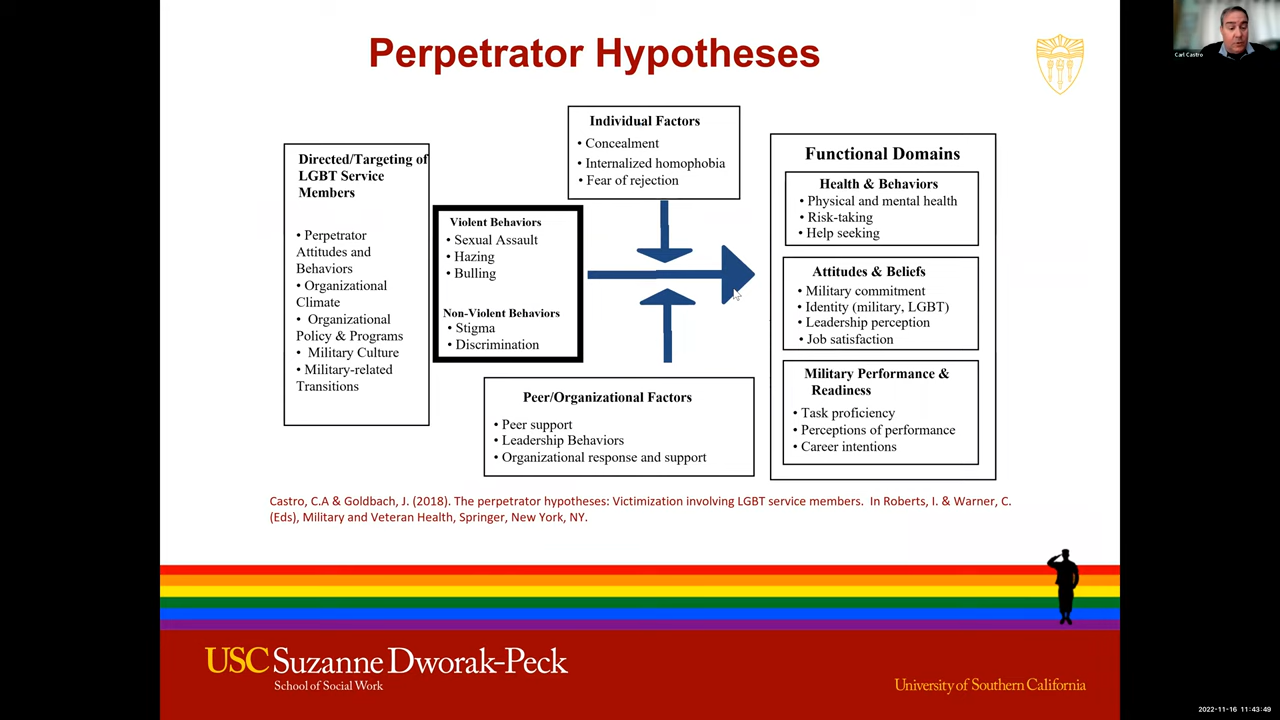 Perpetrator Hypotheses
Carl Castro
Directed/Targeting of
LGBT Service
Members
• Perpetrator
Attitudes and
Behaviors
• Organizational
Climate
• Organizational
Policy & Programs
• Military Culture
• Military-related
Transitions
Violent Behaviors
• Sexual Assault
• Hazing
• Bulling
Non-Violent Behaviors
• Stigma
• Discrimination
Individual Factors
• Concealment
• Internalized homophobia
• Fear of rejection
Peer/Organizational Factors
• Peer support
• Leadership Behaviors
• Organizational response and support
Functional Domains
Health & Behaviors
• Physical and mental health
• Risk-taking
• Help seeking
Attitudes & Beliefs
• Military commitment
• Identity (military, LGBT)
• Leadership perception
• Job satisfaction
Military Performance &
Readiness
• Task proficiency
• Perceptions of performance
• Career intentions
Castro, C.A & Goldbach, J. (2018). The perpetrator hypotheses: Victimization involving LGBT service members. In Roberts, I. & Warner, C.
(Eds), Military and Veteran Health, Springer, New York, NY.
USC Suzanne Dworak-Peck
School of Social Work
University of Southern California
2022-11-16 11:43:49